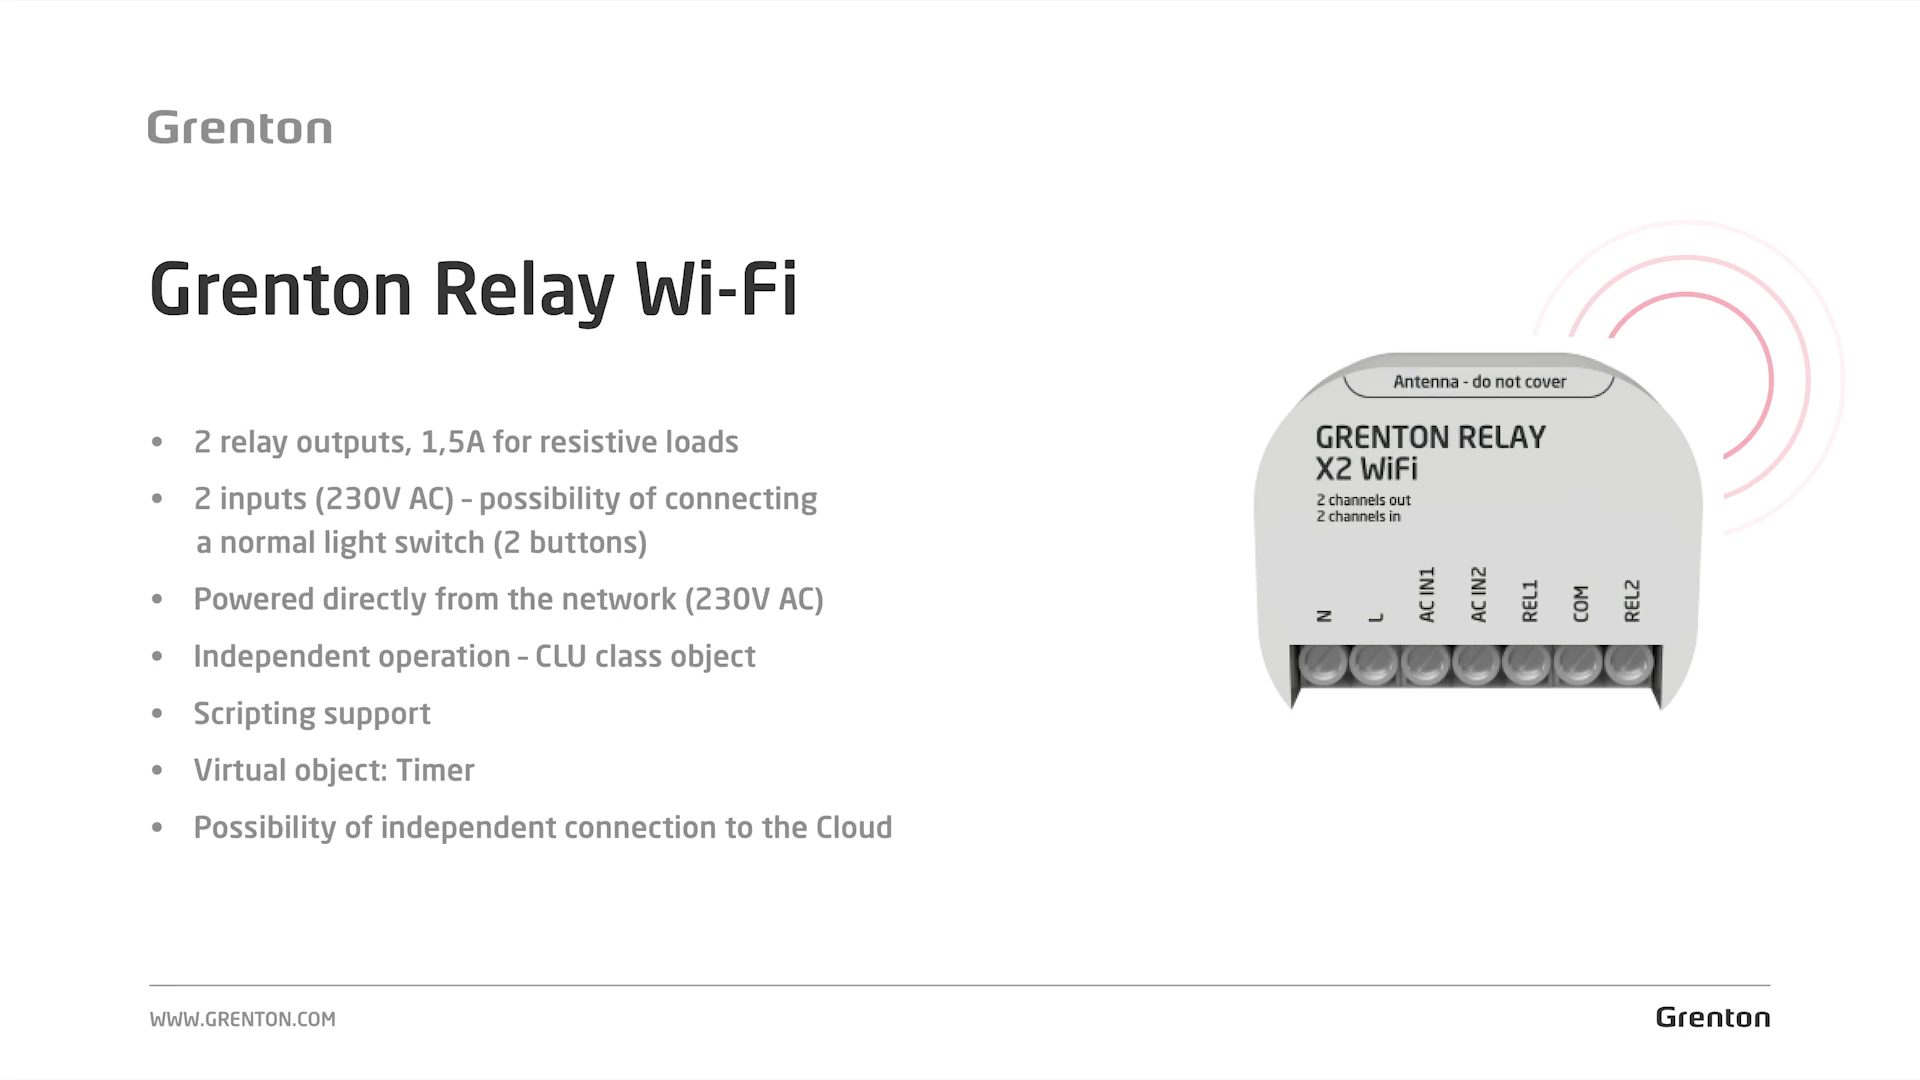 Grenton
Grenton Relay Wi-Fi
• 2 relay outputs, 1,5A for resistive loads
• 2 inputs (230V AC) – possibility of connecting
a normal light switch (2 buttons)
• Powered directly from the network (230V AC)
• Independent operation – CLU class object
• Scripting support
• Virtual object: Timer
• Possibility of independent connection to the Cloud
Antenna - do not cover
GRENTON RELAY
X2 WiFi
2 channels out
2 channels in
N L AC IN1 AC IN2 REL1 COM REL2
WWW.GRENTON.COM
Grenton